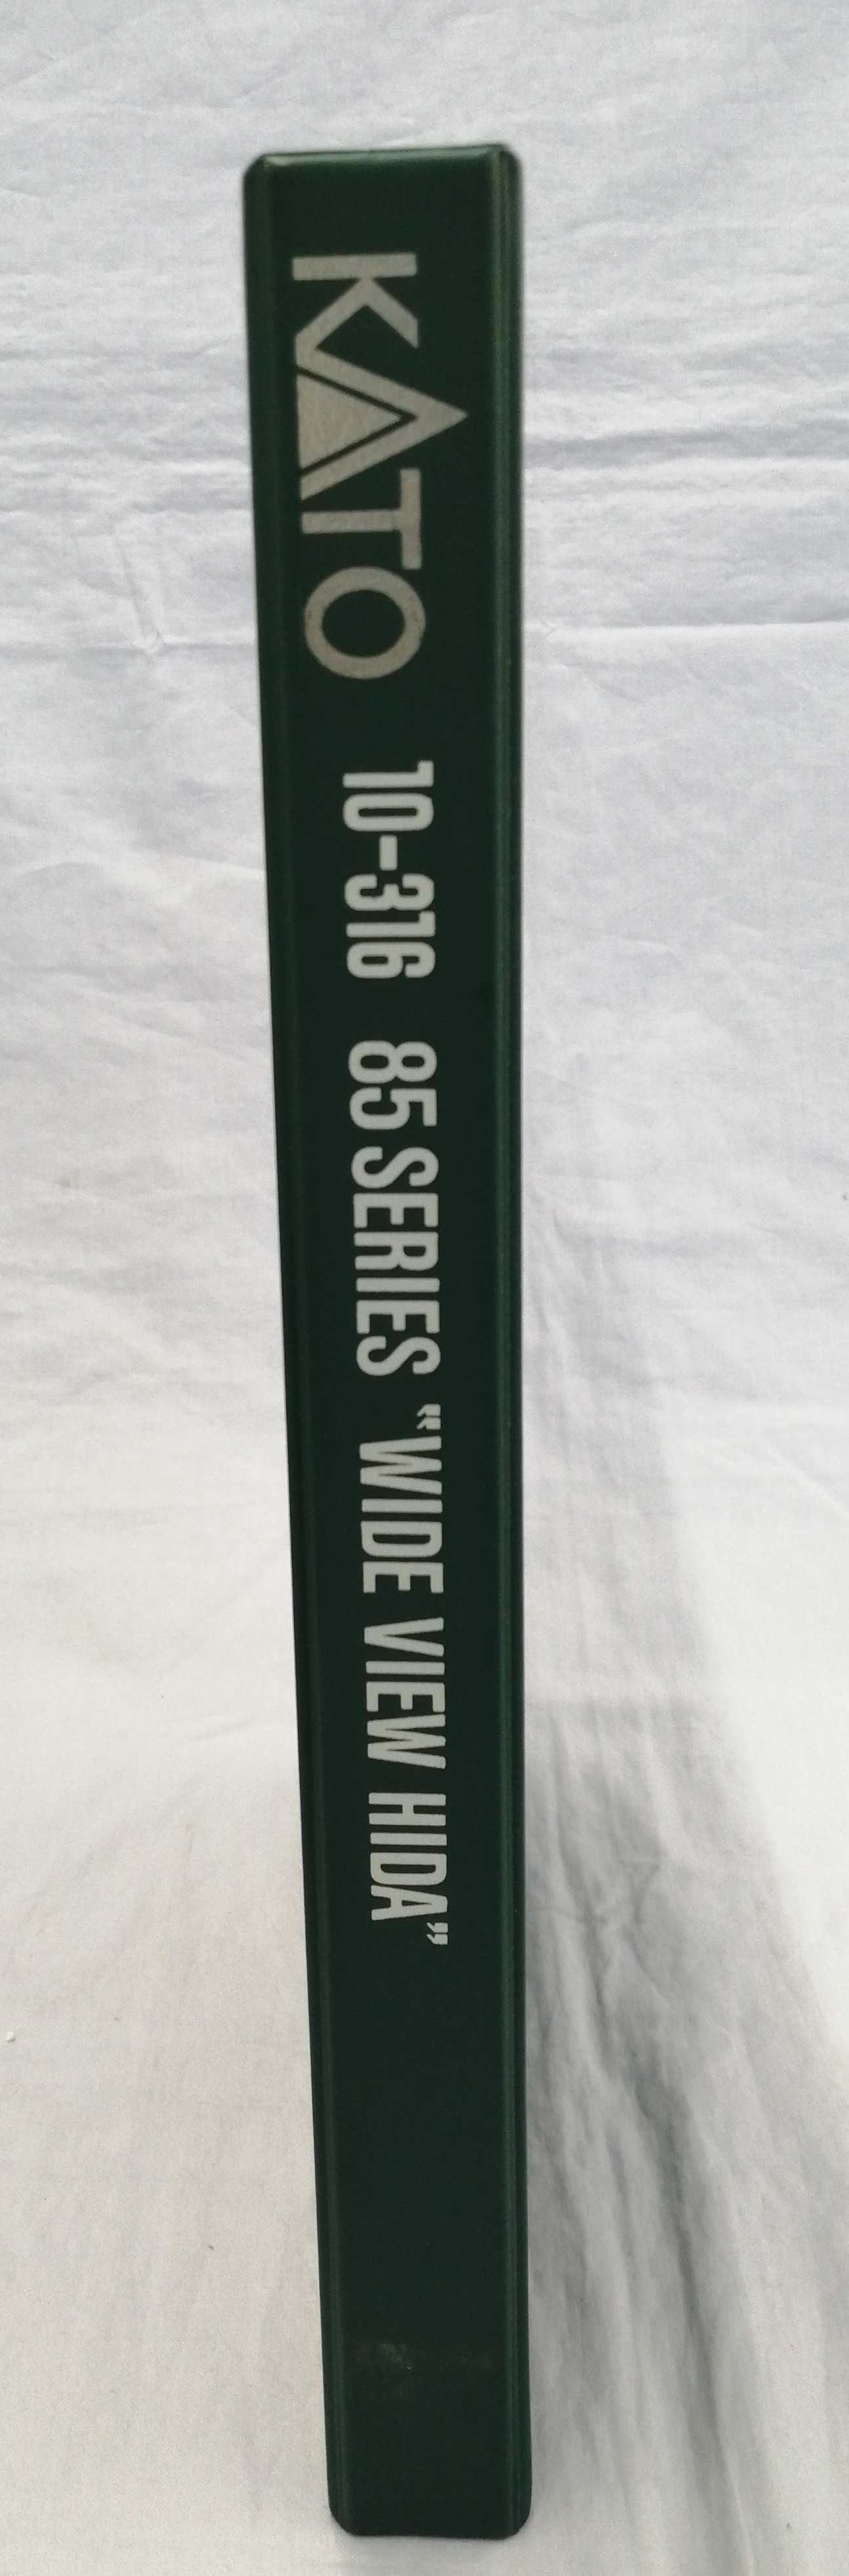 KATO 10-316 85 SERIES “WIDE VIEW HIDA”